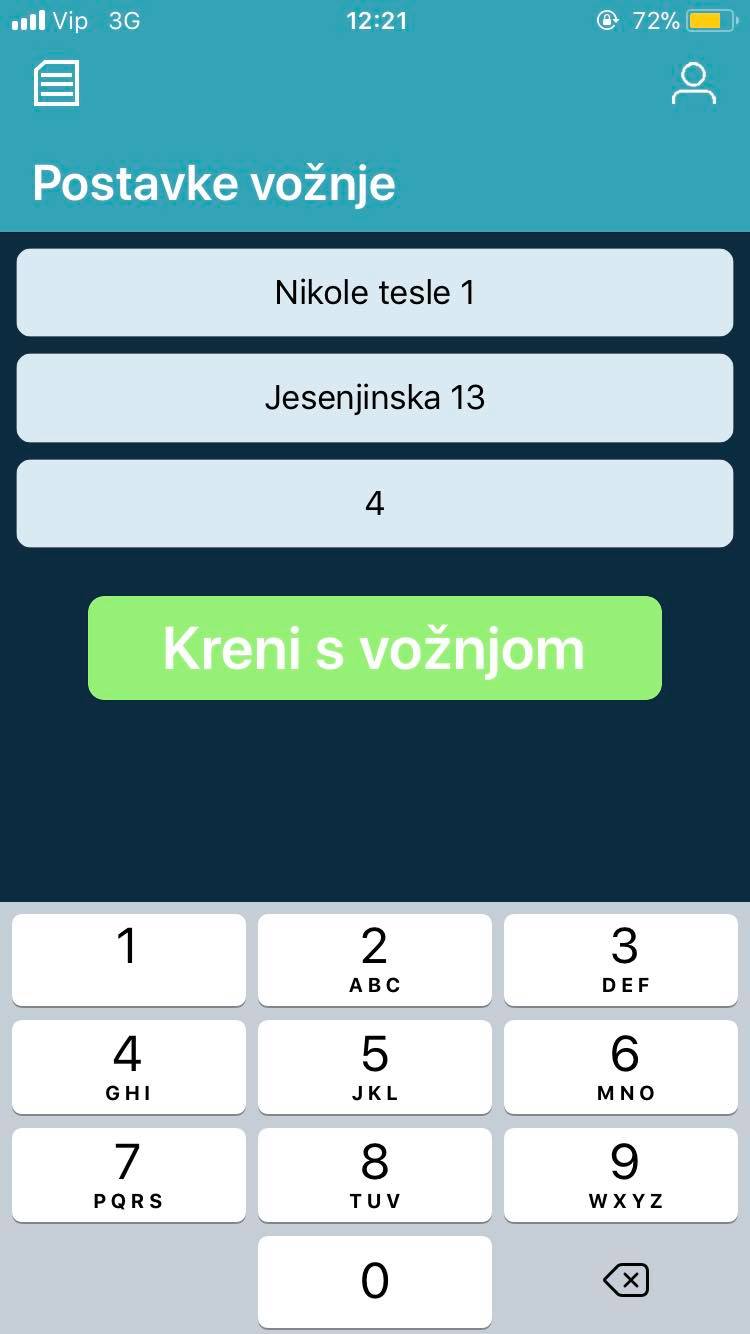 Vip 3G 12:21 72%
Postavke vožnje
Nikole tesle 1
Jesenjinska 13
4
Kreni s vožnjom
1 2 3
ABC DEF
4 5 6
GHI JKL MNO
7 8 9
PQRS TUV WXYZ
0